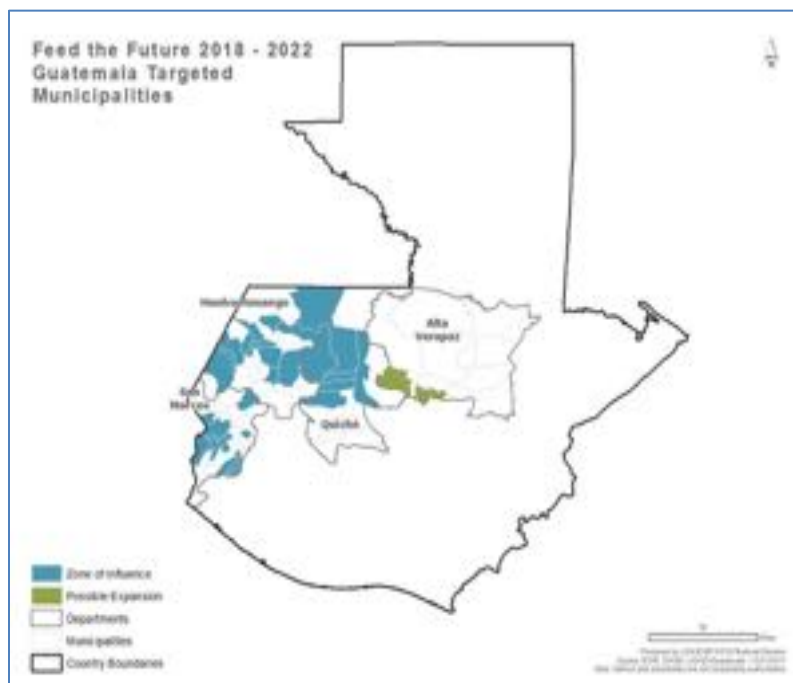 Feed the Future 2018 - 2022
Guatemala Targeted
Municipalities
Huehuetenango
Alta
Verapaz
San
Marcos
Quiché
Zone of Influence
Possible Expansion
Departments
Municipalities
Country Boundaries